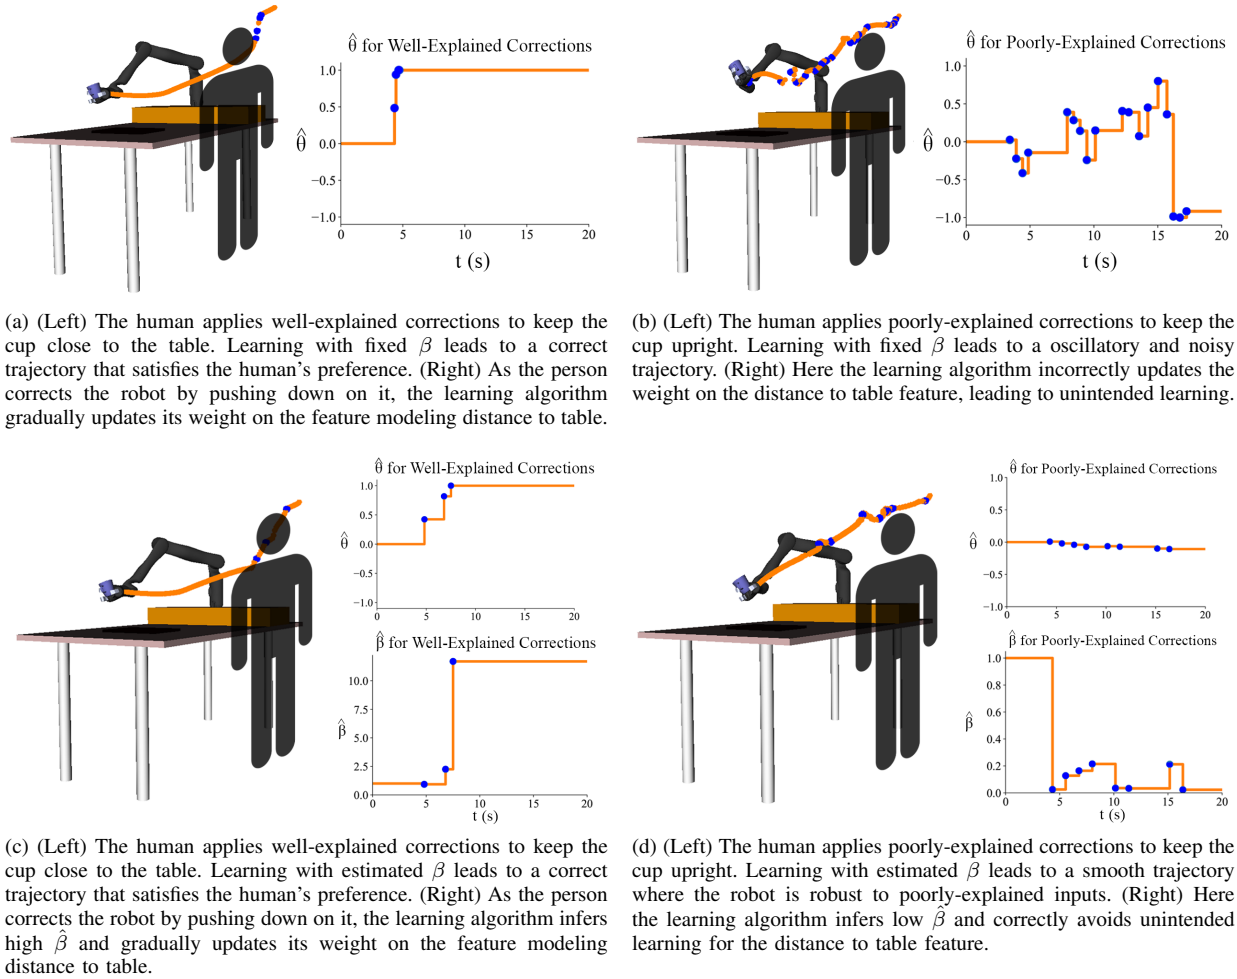 θ̂ for Well-Explained Corrections
1.0
0.5
0.0
−0.5
−1.0
θ̂
0 5 10 15 20
t (s)
θ̂ for Poorly-Explained Corrections
1.0
0.5
0.0
−0.5
−1.0
θ̂
0 5 10 15 20
t (s)
(a) (Left) The human applies well-explained corrections to keep the
cup close to the table. Learning with fixed β leads to a correct
trajectory that satisfies the human's preference. (Right) As the person
corrects the robot by pushing down on it, the learning algorithm
gradually updates its weight on the feature modeling distance to table.
(b) (Left) The human applies poorly-explained corrections to keep the
cup upright. Learning with fixed β leads to a oscillatory and noisy
trajectory. (Right) Here the learning algorithm incorrectly updates the
weight on the distance to table feature, leading to unintended learning.
θ̂ for Well-Explained Corrections
1.0
0.5
0.0
−0.5
−1.0
θ̂
0 5 10 15 20
β̂ for Well-Explained Corrections
10.0
7.5
5.0
2.5
0.0
β̂
0 5 10 15 20
t (s)
θ̂ for Poorly-Explained Corrections
1.0
0.5
0.0
−0.5
−1.0
θ̂
0 5 10 15 20
β̂ for Poorly-Explained Corrections
1.0
0.8
0.6
0.4
0.2
0.0
β̂
0 5 10 15 20
t (s)
(c) (Left) The human applies well-explained corrections to keep the
cup close to the table. Learning with estimated β leads to a correct
trajectory that satisfies the human's preference. (Right) As the person
corrects the robot by pushing down on it, the learning algorithm infers
high β̂ and gradually updates its weight on the feature modeling
distance to table.
(d) (Left) The human applies poorly-explained corrections to keep the
cup upright. Learning with estimated β leads to a smooth trajectory
where the robot is robust to poorly-explained inputs. (Right) Here
the learning algorithm infers low β̂ and correctly avoids unintended
learning for the distance to table feature.